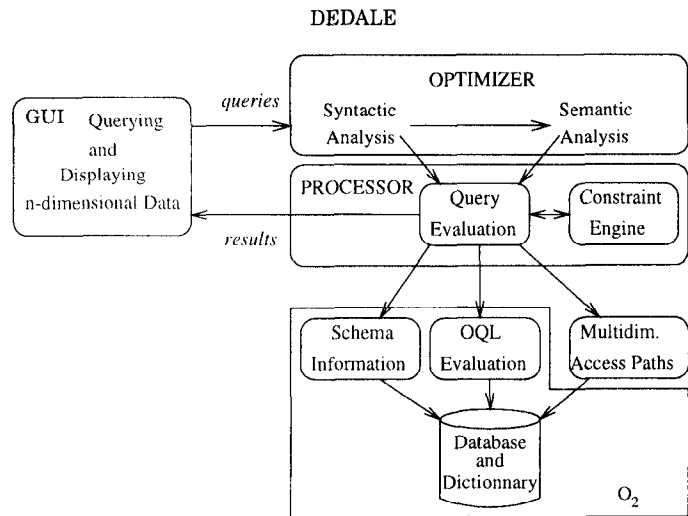 DEDALE
OPTIMIZER
queries
GUI Querying
and
Displaying
n-dimensional Data
Syntactic
Analysis
Semantic
Analysis
PROCESSOR
Query
Evaluation
Constraint
Engine
results
Schema
Information
OQL
Evaluation
Multidim.
Access Paths
Database
and
Dictionnary
O2